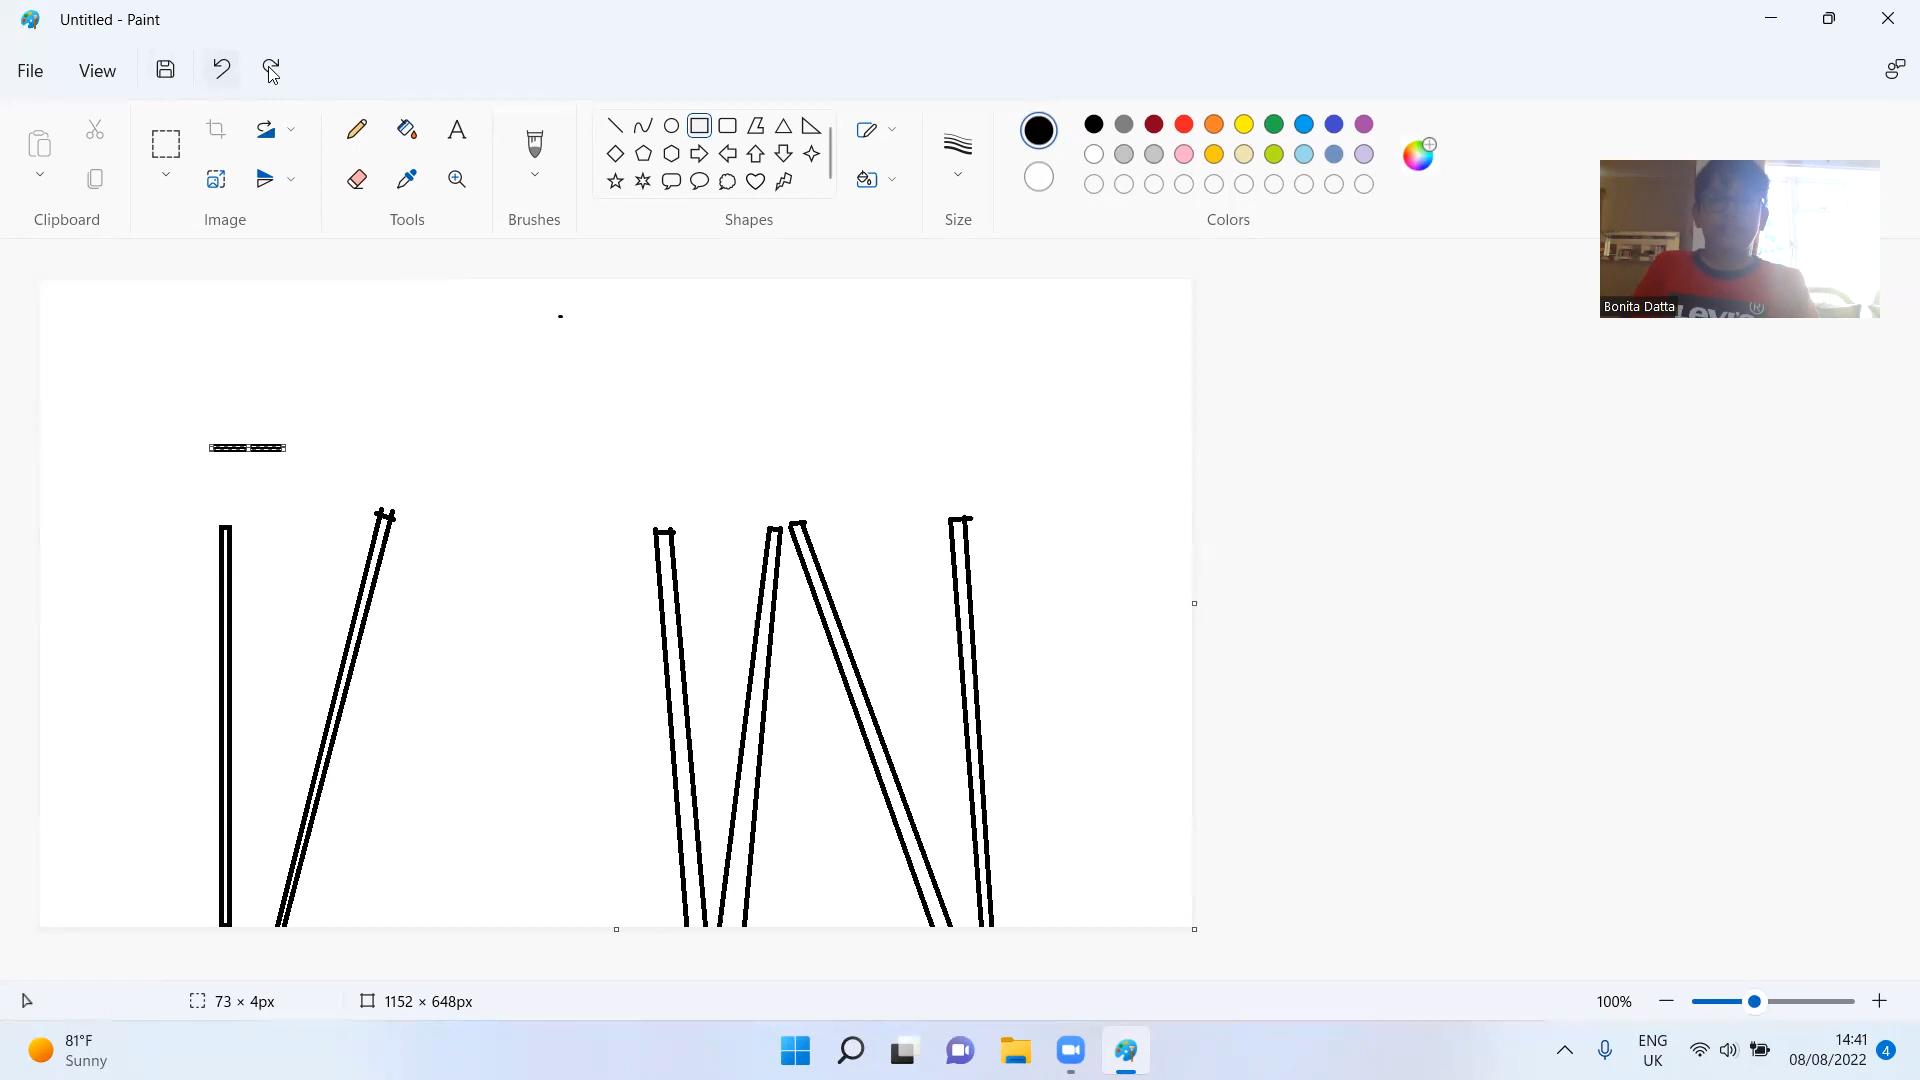 Untitled - Paint
File View
Clipboard Image Tools Brushes Shapes Size Colors
Bonita Datta
Levi's ®
73 × 4px 1152 × 648px 100%
81°F
Sunny
ENG
UK
14:41
08/08/2022
4